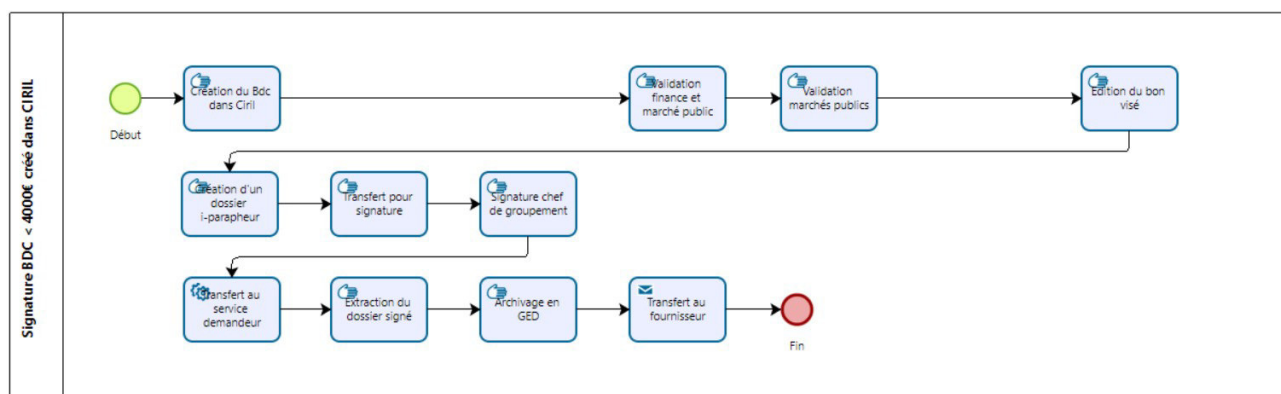 Signature BDC < 4000€ créé dans CIRIL
Création du Bdc
dans Ciril
Validation
finance et
marché public
Validation
marchés publics
Edition du bon
visé
Début
Création d'un
dossier
i-parapheur
Transfert pour
signature
Signature chef
de groupement
Transfert au
service
demandeur
Extraction du
dossier signé
Archivage en
GED
Transfert au
fournisseur
Fin